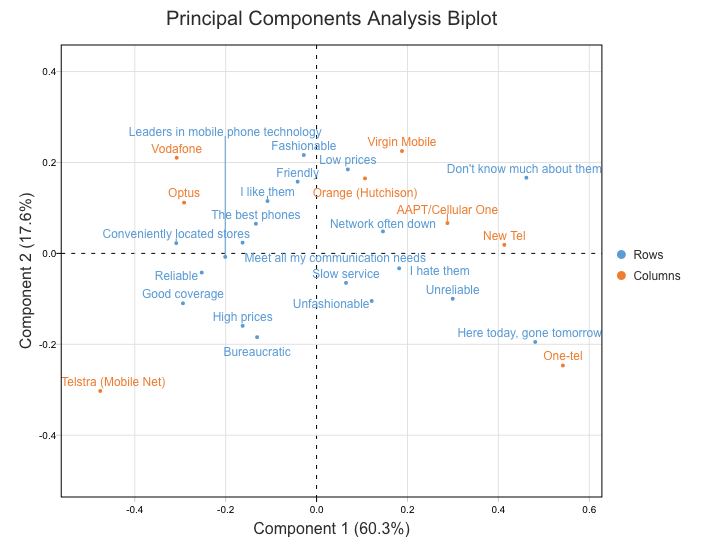 Principal Components Analysis Biplot
0.4
0.2
0.0
-0.2
-0.4
Component 2 (17.6%)
Leaders in mobile phone technology
Vodafone
Fashionable
Virgin Mobile
Low prices
Don't know much about them
Friendly
Optus
I like them
Orange (Hutchison)
AAPT/Cellular One
The best phones
Network often down
Conveniently located stores
New Tel
Meet all my communication needs
Reliable
Slow service
I hate them
Good coverage
Unfashionable
Unreliable
High prices
Here today, gone tomorrow
Bureaucratic
One-tel
Telstra (Mobile Net)
Rows
Columns
-0.4
-0.2
0.0
0.2
0.4
0.6
Component 1 (60.3%)